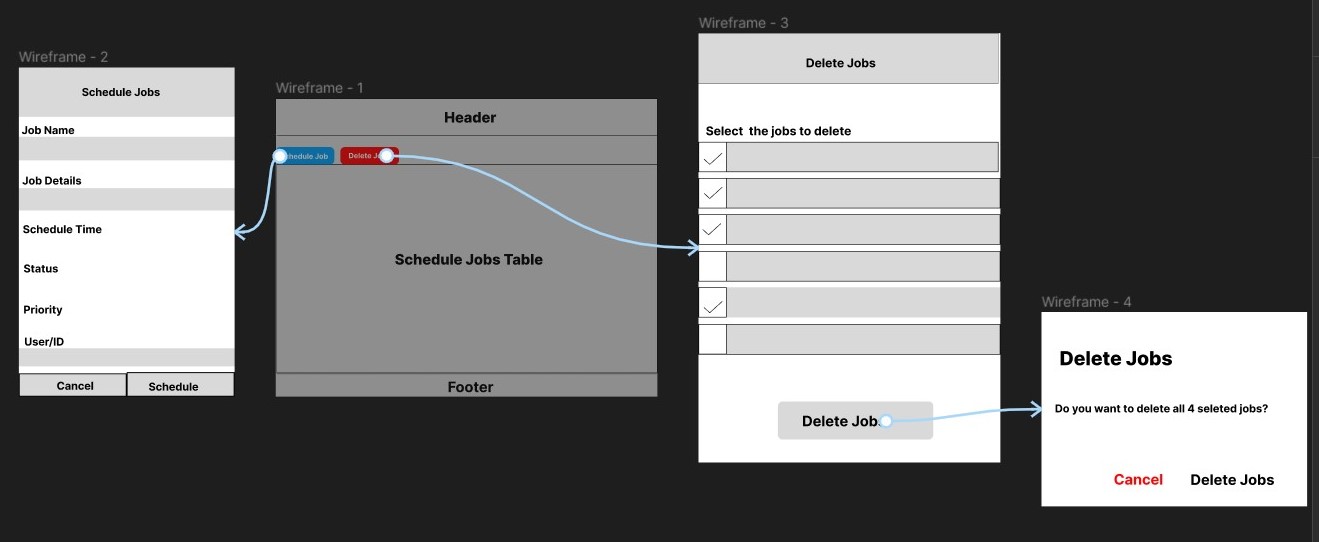 Wireframe - 2
Schedule Jobs
Job Name
Job Details
Schedule Time
Status
Priority
User/ID
Cancel
Schedule
Wireframe - 1
Header
hedule Job
Delete J
Schedule Jobs Table
Footer
Wireframe - 3
Delete Jobs
Select the jobs to delete
Delete Job
Wireframe - 4
Delete Jobs
Do you want to delete all 4 seleted jobs?
Cancel
Delete Jobs